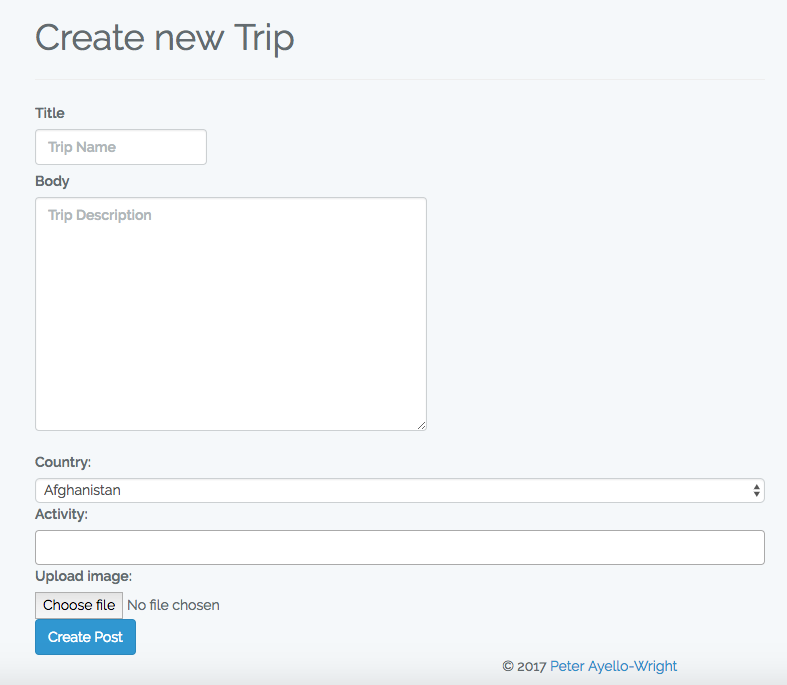 Create new Trip
Title
Trip Name
Body
Trip Description
Country:
Afghanistan
Activity:
Upload image:
Choose file No file chosen
Create Post
© 2017 Peter Ayello-Wright